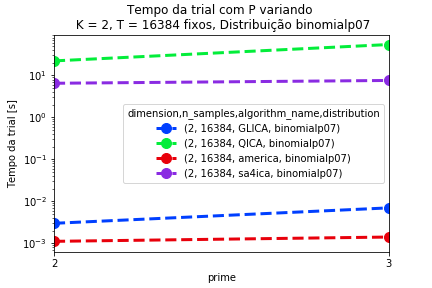 Tempo da trial com P variando
K = 2, T = 16384 fixos, Distribuição binomialp07
Tempo da trial [s]
10¹
10⁰
10⁻¹
10⁻²
10⁻³
dimension,n_samples,algorithm_name,distribution
(2, 16384, GLICA, binomialp07)
(2, 16384, QICA, binomialp07)
(2, 16384, america, binomialp07)
(2, 16384, sa4ica, binomialp07)
2
3
prime